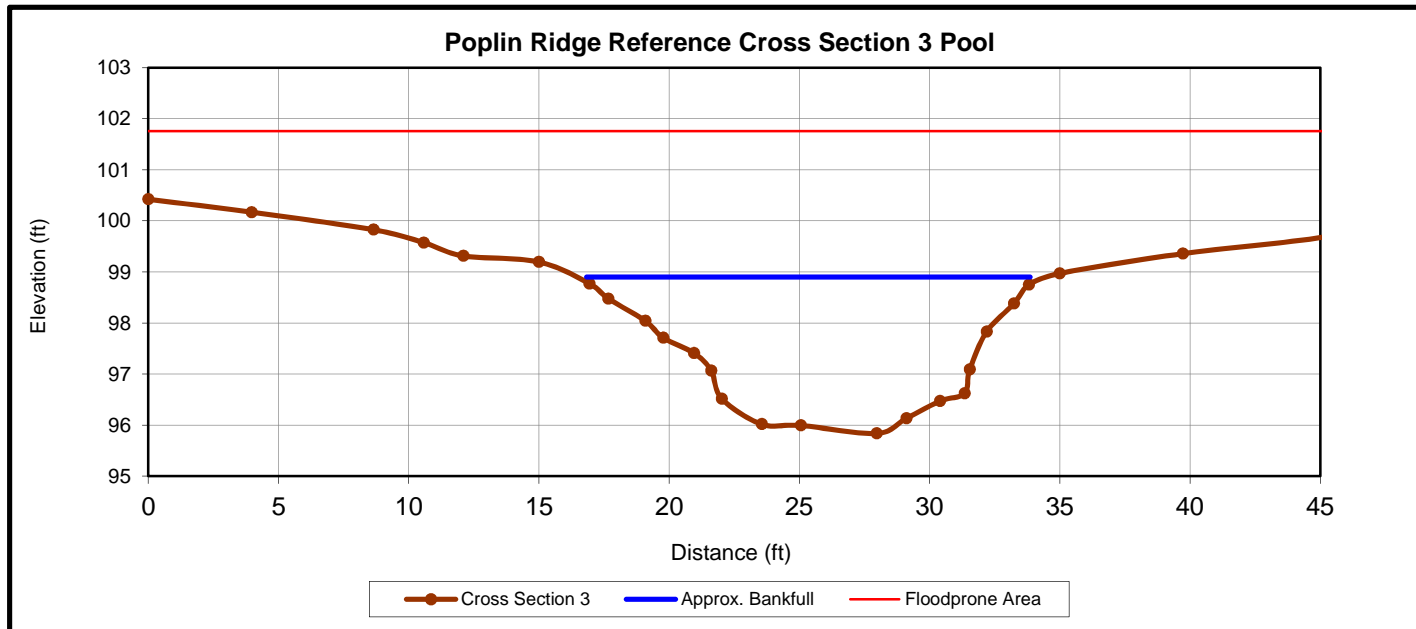 Poplin Ridge Reference Cross Section 3 Pool
103
102
101
100
99
98
97
96
95
Elevation (ft)
0 5 10 15 20 25 30 35 40 45
Distance (ft)
Cross Section 3 Approx. Bankfull Floodprone Area